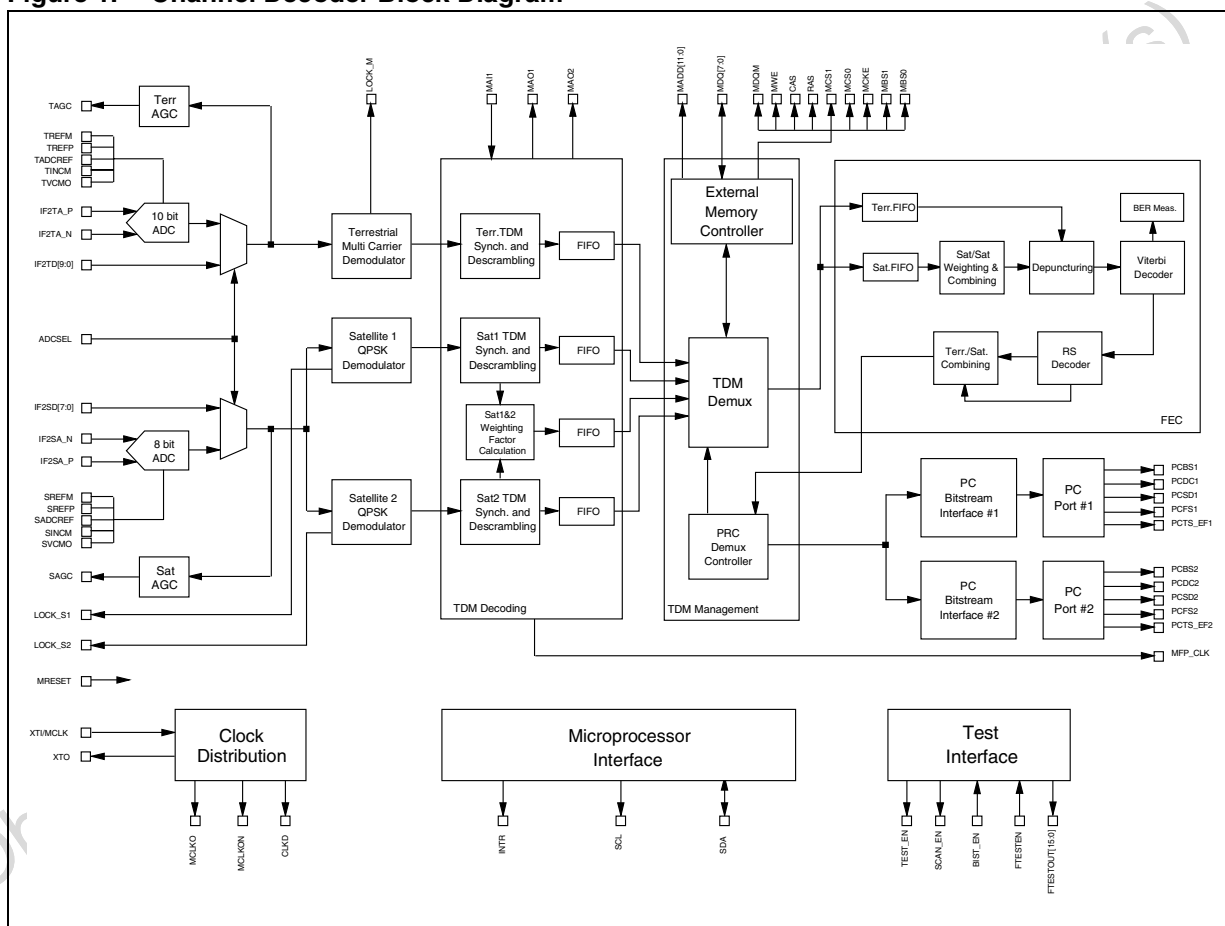 Figure 1. Channel Decoder Block Diagram
LOCK_M
MAI1
MAO1
MAO2
MADD[11:0]
MDQ[7:0]
MDQM
MWE
CAS
RAS
MCS1
MCS0
MCKE
MBS1
MBS0
TAGC
Terr
AGC
TREFM
TREFP
TADCREF
TINCM
TVCMO
IF2TA_P
IF2TA_N
10 bit
ADC
IF2TD[9:0]
ADCSEL
IF2SD[7:0]
IF2SA_N
IF2SA_P
8 bit
ADC
SREFM
SREFP
SADCREF
SINCM
SVCMO
SAGC
Sat
AGC
LOCK_S1
LOCK_S2
MRESET
Terrestrial
Multi Carrier
Demodulator
Satellite 1
QPSK
Demodulator
Satellite 2
QPSK
Demodulator
Terr.TDM
Synch. and
Descrambling
FIFO
Sat1 TDM
Synch. and
Descrambling
FIFO
Sat1&2
Weighting
Factor
Calculation
FIFO
Sat2 TDM
Synch. and
Descrambling
FIFO
TDM Decoding
External
Memory
Controller
TDM
Demux
PRC
Demux
Controller
TDM Management
Terr.FIFO
Sat.FIFO
Sat/Sat
Weighting &
Combining
Depuncturing
BER Meas.
Viterbi
Decoder
Terr./Sat.
Combining
RS
Decoder
FEC
PC
Bitstream
Interface #1
PC
Port #1
PCBS1
PCDC1
PCSD1
PCFS1
PCTS_EF1
PC
Bitstream
Interface #2
PC
Port #2
PCBS2
PCDC2
PCSD2
PCFS2
PCTS_EF2
MFP_CLK
XTI/MCLK
XTO
Clock
Distribution
MCLKO
MCLKON
CLKD
Microprocessor
Interface
INTR
SCL
SDA
Test
Interface
TEST_EN
SCAN_EN
BIST_EN
FTESTEN
FTESTOUT[15:0]